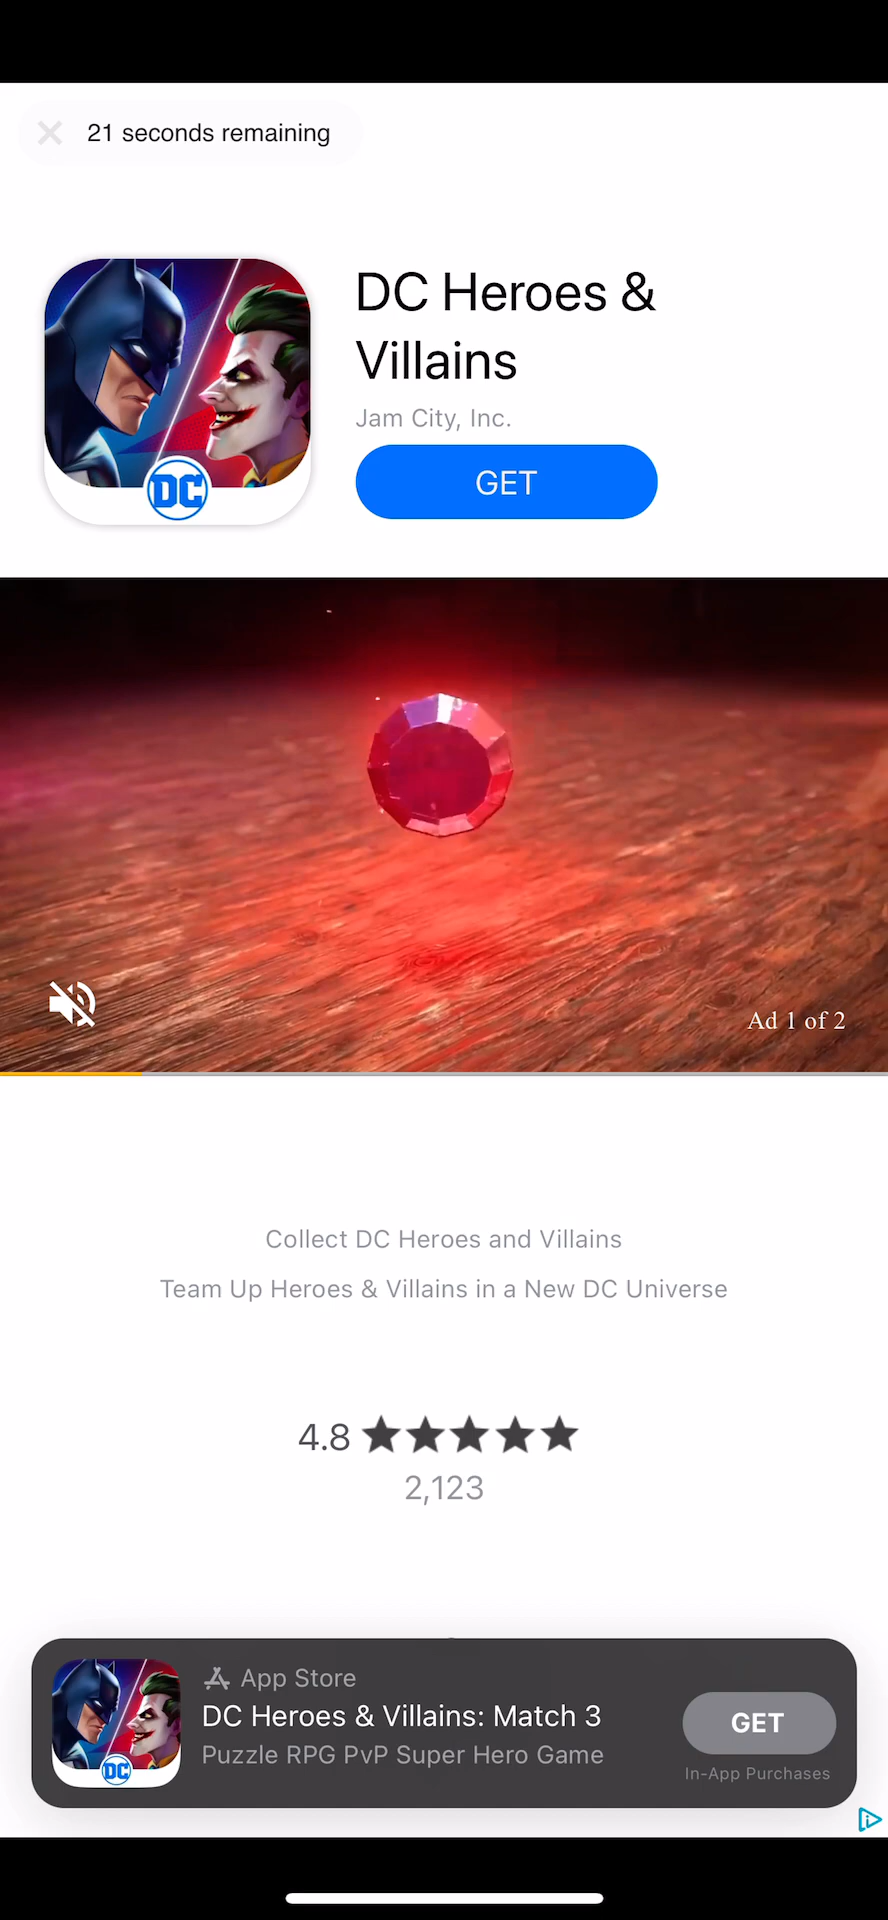 21 seconds remaining
DC Heroes &
Villains
Jam City, Inc.
GET
DC
Ad 1 of 2
Collect DC Heroes and Villains
Team Up Heroes & Villains in a New DC Universe
4.8
2,123
App Store
DC Heroes & Villains: Match 3
Puzzle RPG PvP Super Hero Game
GET
In-App Purchases
DC